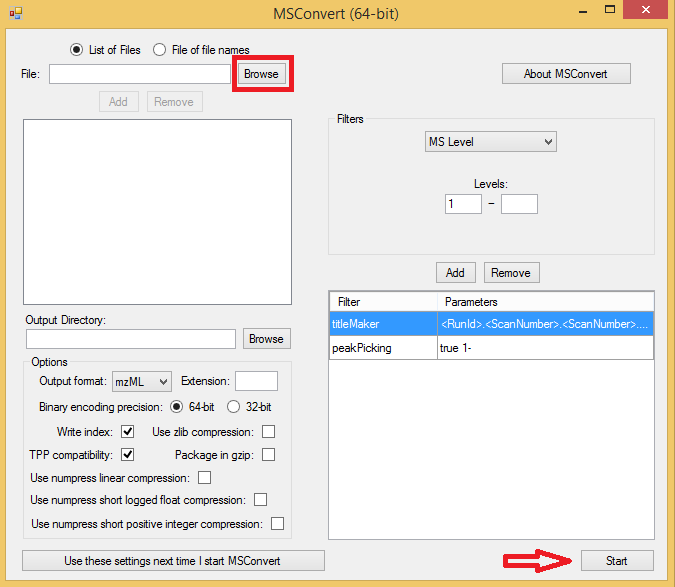 MSConvert (64-bit)
List of Files File of file names
File: Browse
Add Remove
Output Directory:
Browse
Options
Output format: mzML Extension:
Binary encoding precision: 64-bit 32-bit
Write index: Use zlib compression:
TPP compatibility: Package in gzip:
Use numpress linear compression:
Use numpress short logged float compression:
Use numpress short positive integer compression:
Use these settings next time I start MSConvert
About MSConvert
Filters
MS Level
Levels:
1 -
Add Remove
Filter Parameters
titleMaker <RunId>.<ScanNumber>.<ScanNumber>....
peakPicking true 1-
Start